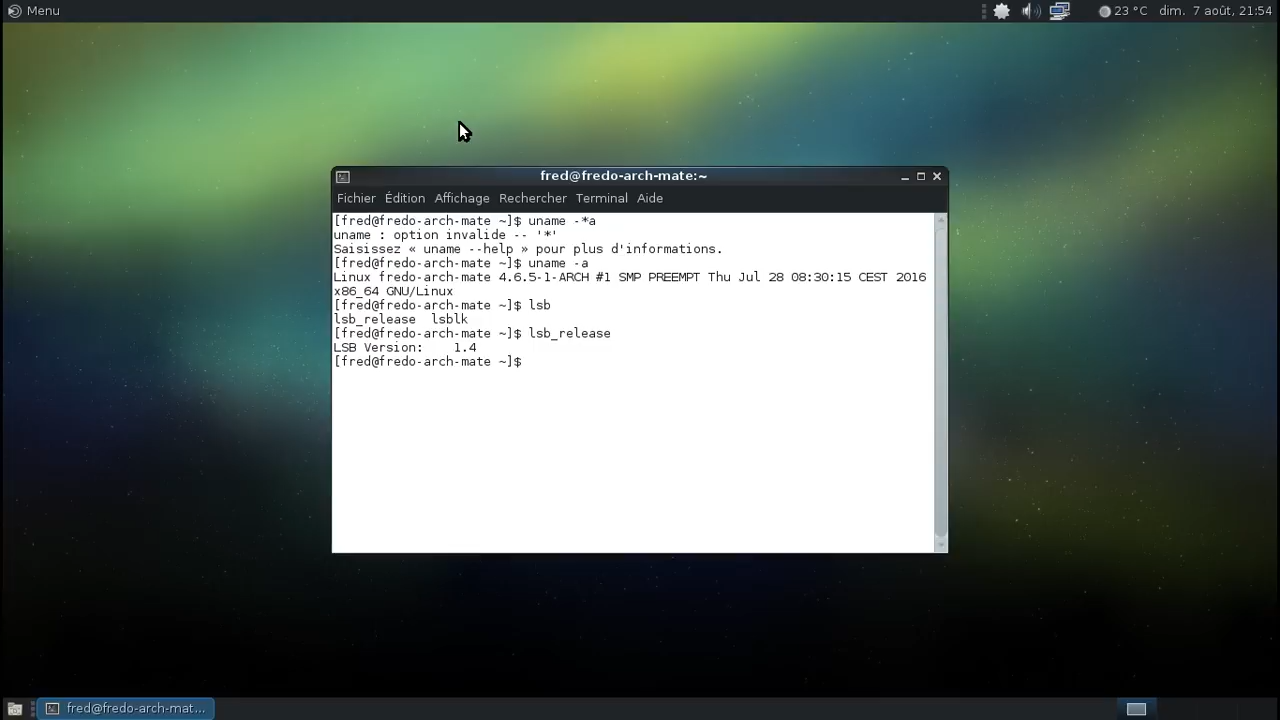 Menu
23 °C dim. 7 août, 21:54
fred@fredo-arch-mate:~
Fichier Édition Affichage Rechercher Terminal Aide
[fred@fredo-arch-mate ~]$ uname -*a
uname : option invalide -- '*'
Saisissez « uname --help » pour plus d'informations.
[fred@fredo-arch-mate ~]$ uname -a
Linux fredo-arch-mate 4.6.5-1-ARCH #1 SMP PREEMPT Thu Jul 28 08:30:15 CEST 2016
x86_64 GNU/Linux
[fred@fredo-arch-mate ~]$ lsb
lsb_release lsblk
[fred@fredo-arch-mate ~]$ lsb_release
LSB Version: 1.4
[fred@fredo-arch-mate ~]$
fred@fredo-arch-mat...